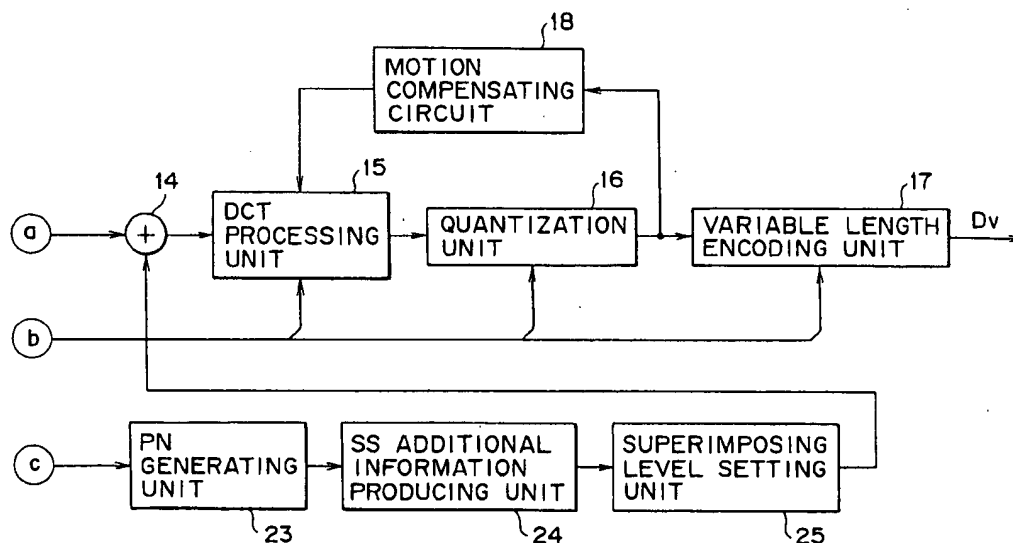 18
MOTION
COMPENSATING
CIRCUIT
14
15
16
17
a
+
DCT
PROCESSING
UNIT
QUANTIZATION
UNIT
VARIABLE LENGTH
ENCODING UNIT
Dv
b
c
PN
GENERATING
UNIT
SS ADDITIONAL
INFORMATION
PRODUCING UNIT
SUPERIMPOSING
LEVEL SETTING
UNIT
23
24
25